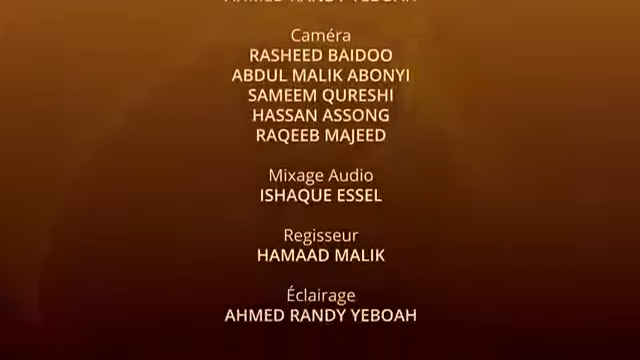 Caméra
RASHEED BAIDOO
ABDUL MALIK ABONYI
SAMEEM QURESHI
HASSAN ASSONG
RAQEEB MAJEED
Mixage Audio
ISHAQUE ESSEL
Regisseur
HAMAAD MALIK
Éclairage
AHMED RANDY YEBOAH